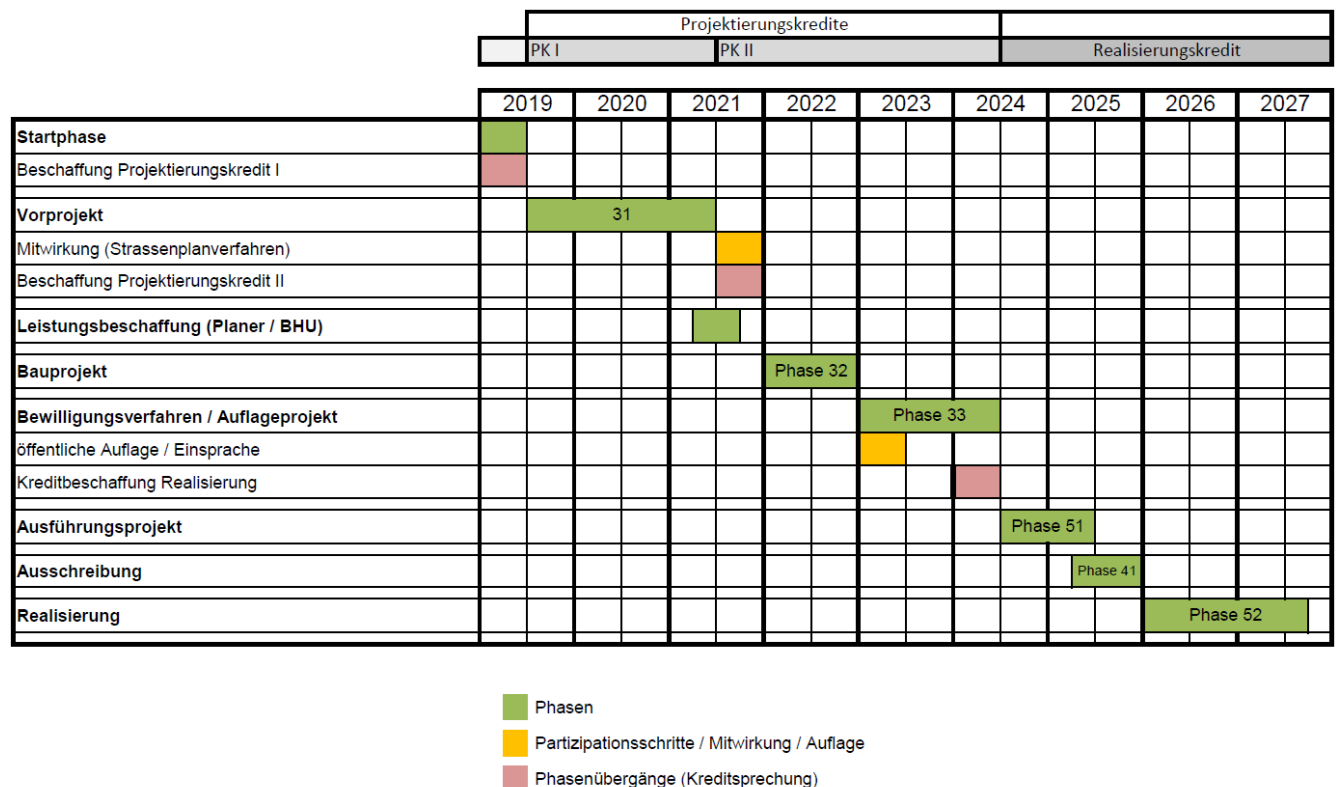 Projektierungskredite
PK I PK II Realisierungskredit
2019 2020 2021 2022 2023 2024 2025 2026 2027
Startphase
Beschaffung Projektierungskredit I
Vorprojekt 31
Mitwirkung (Strassenplanverfahren)
Beschaffung Projektierungskredit II
Leistungsbeschaffung (Planer / BHU)
Bauprojekt Phase 32
Bewilligungsverfahren / Auflageprojekt Phase 33
öffentliche Auflage / Einsprache
Kreditbeschaffung Realisierung
Ausführungsprojekt Phase 51
Ausschreibung Phase 41
Realisierung Phase 52
Phasen
Partizipationsschritte / Mitwirkung / Auflage
Phasenübergänge (Kreditsprechung)